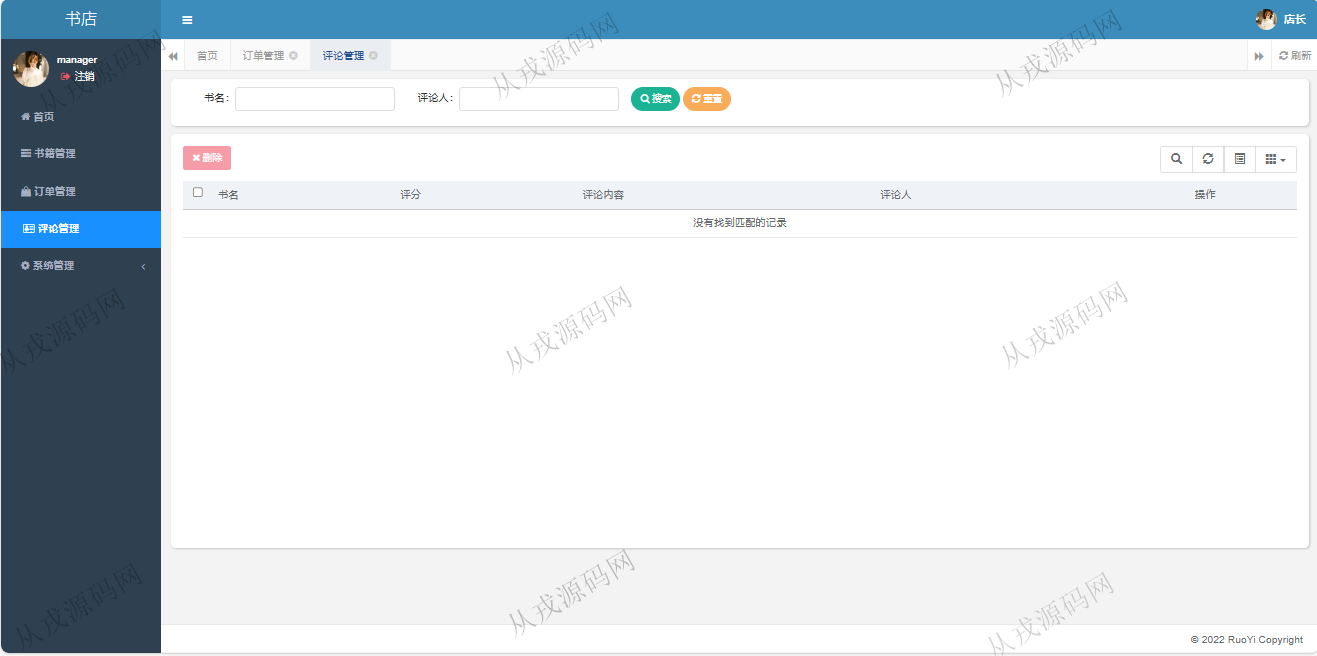 书店
店长
manager
注销
首页 订单管理 评论管理 刷新
书名： 评论人： 搜索 重置
首页
书籍管理
订单管理
评论管理
系统管理
删除
书名 评分 评论内容 评论人 操作
没有找到匹配的记录
© 2022 RuoYi Copyright
从戎源码网
从戎源码网
从戎源码网
从戎源码网
从戎源码网
从戎源码网
从戎源码网
从戎源码网
从戎源码网